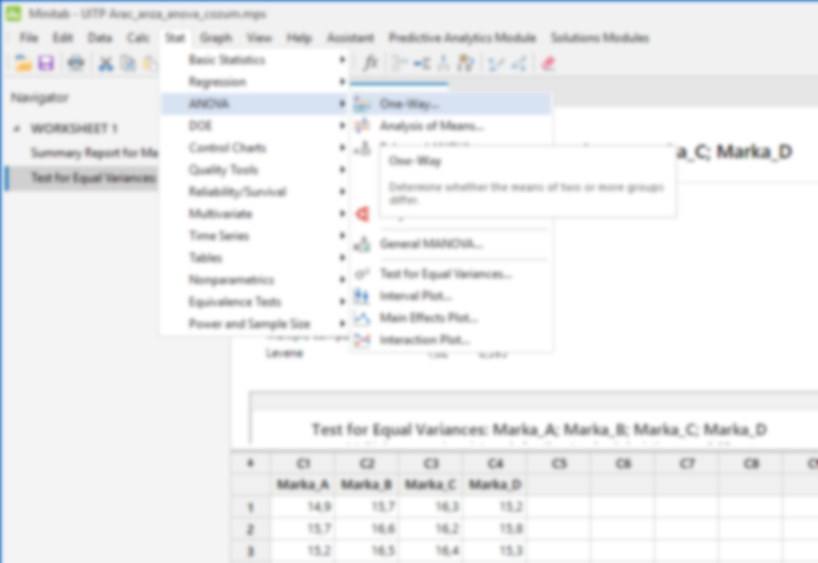 Minitab - UITP Arac_ariza_anova_cozum.mpx
File Edit Data Calc Stat Graph View Help Assistant Predictive Analytics Module Solutions Modules
Navigator
WORKSHEET 1
Summary Report for Ma
Test for Equal Variances
Basic Statistics
Regression
ANOVA
DOE
Control Charts
Quality Tools
Reliability/Survival
Multivariate
Time Series
Tables
Nonparametrics
Equivalence Tests
Power and Sample Size
One-Way...
Analysis of Means...
One-Way
Determine whether the means of two or more groups
differ.
General MANOVA...
Test for Equal Variances...
Interval Plot...
Main Effects Plot...
Interaction Plot...
a_C; Marka_D
Levene
Test for Equal Variances: Marka_A; Marka_B; Marka_C; Marka_D
C1 C2 C3 C4 C5 C6 C7 C8
Marka_A Marka_B Marka_C Marka_D
1 14,9 15,7 16,3 15,2
2 15,7 16,6 16,2 15,8
3 15,2 16,5 16,4 15,3